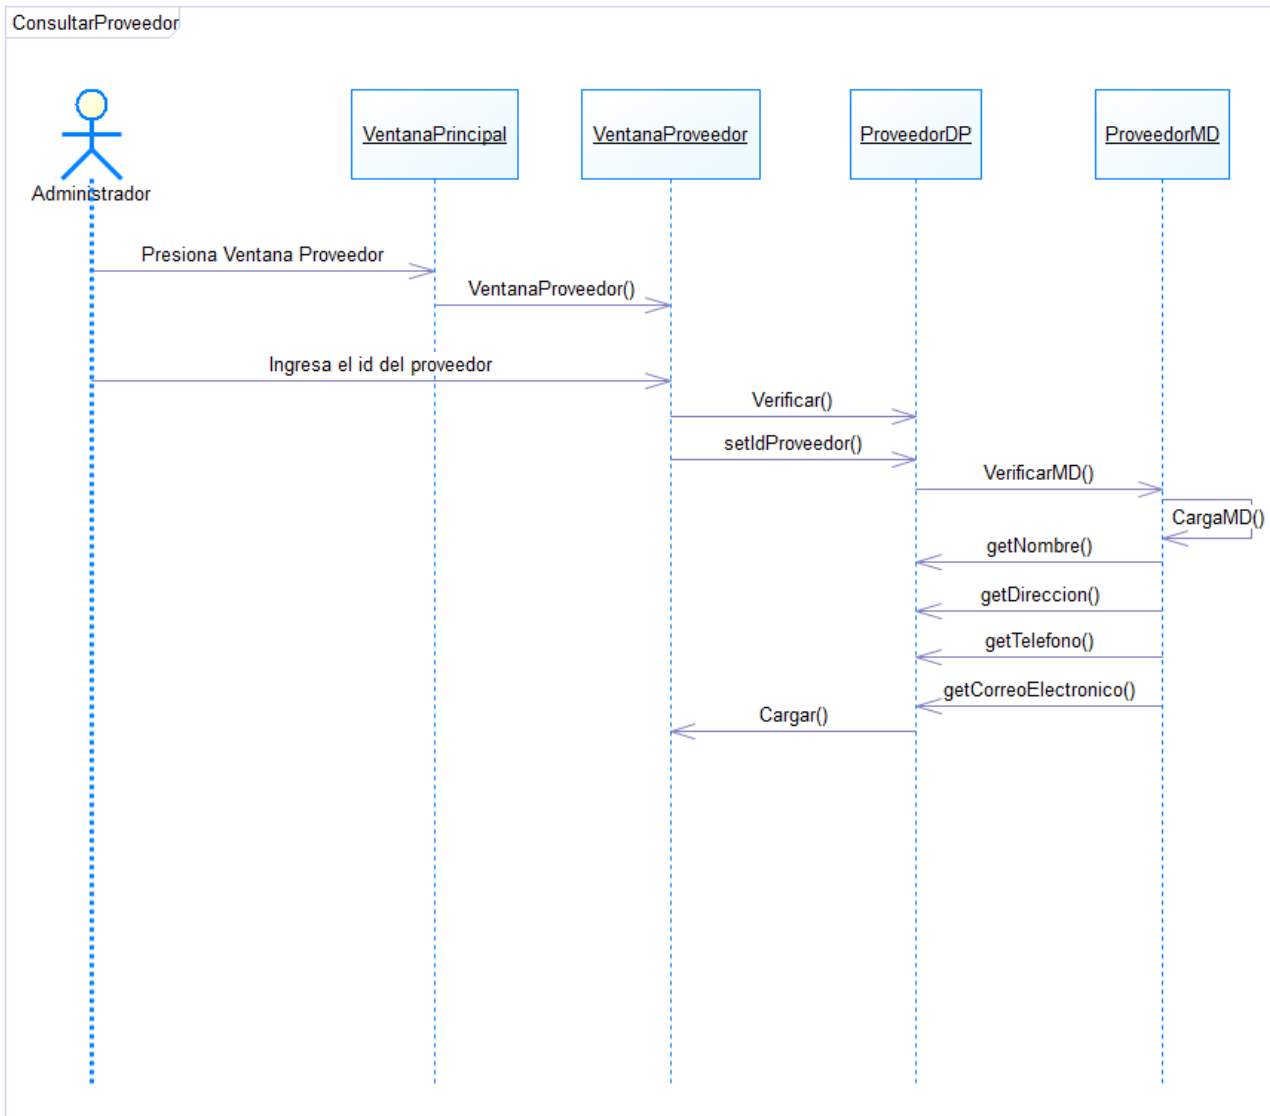 ConsultarProveedor
Administrador
VentanaPrincipal
VentanaProveedor
ProveedorDP
ProveedorMD
Presiona Ventana Proveedor
VentanaProveedor()
Ingresa el id del proveedor
Verificar()
setIdProveedor()
VerificarMD()
CargaMD()
getNombre()
getDireccion()
getTelefono()
getCorreoElectronico()
Cargar()